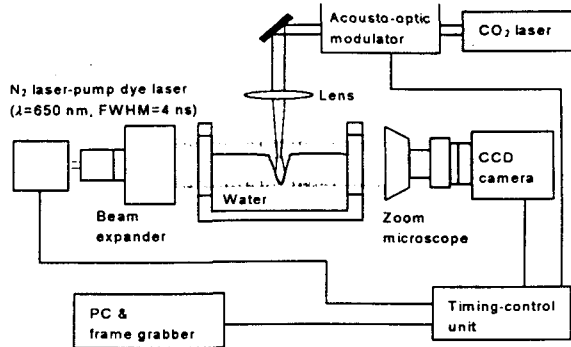 Acousto-optic
modulator
CO₂ laser
N₂ laser-pump dye laser
(λ=650 nm, FWHM=4 ns)
Lens
CCD
camera
Water
Beam
expander
Zoom
microscope
Timing-control
unit
PC &
frame grabber